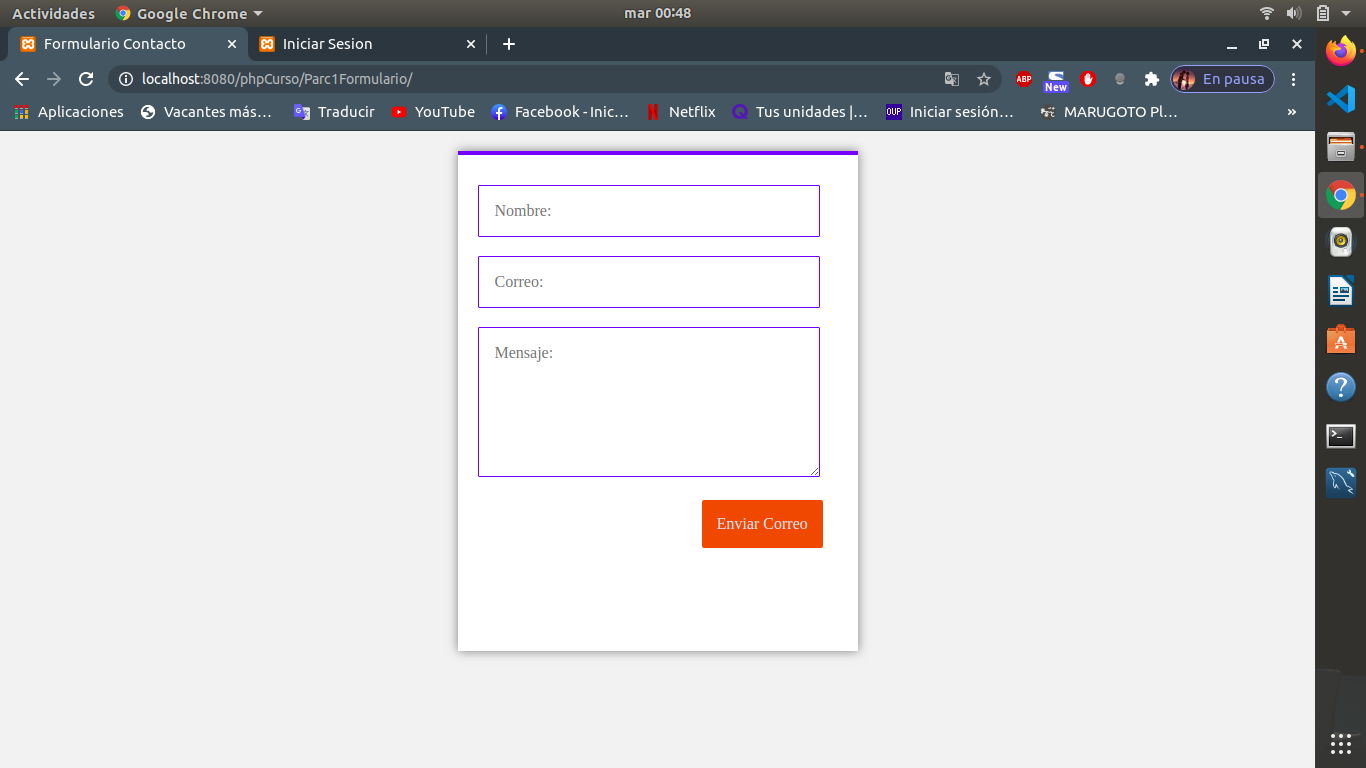 Actividades Google Chrome mar 00:48
Formulario Contacto Iniciar Sesion
localhost:8080/phpCurso/Parc1Formulario/ ABP New En pausa
Aplicaciones Vacantes más… Traducir YouTube Facebook - Inic… Netflix Tus unidades |… OUP Iniciar sesión… MARUGOTO Pl… »
Nombre:
Correo:
Mensaje:
Enviar Correo